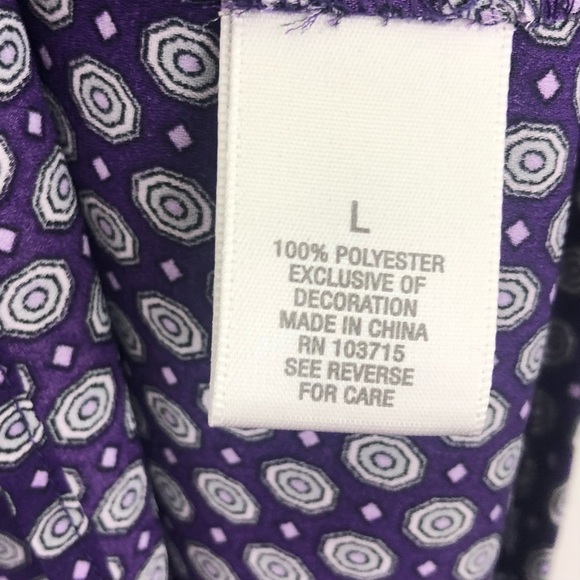 L
100% POLYESTER
EXCLUSIVE OF
DECORATION
MADE IN CHINA
RN 103715
SEE REVERSE
FOR CARE